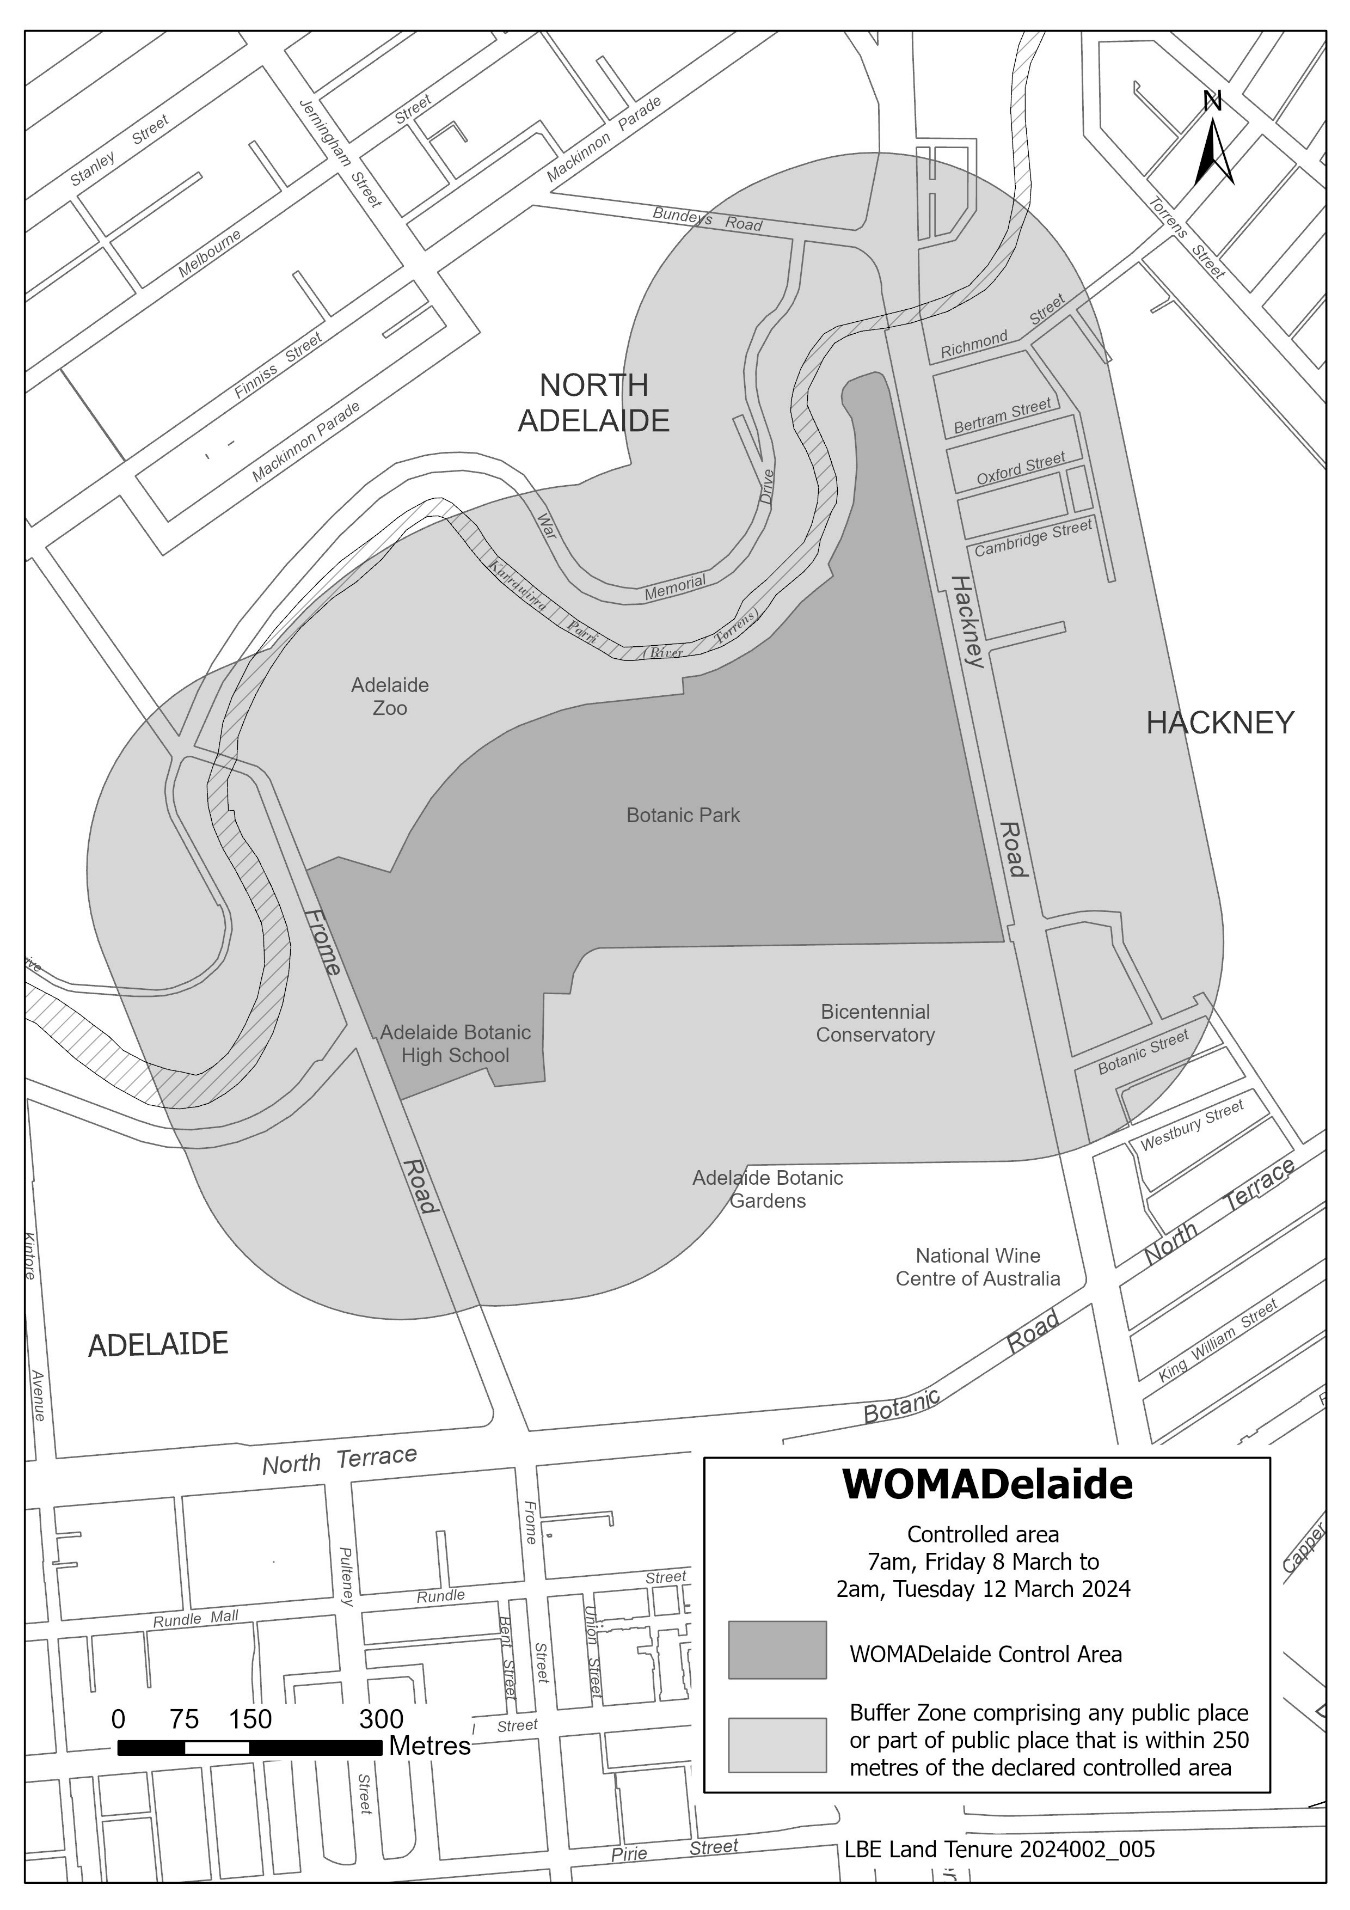 N
Stanley Street
Jerningham Street
Street
Mackinnon Parade
Melbourne
Bundeys Road
Torrens Street
Finniss Street
Mackinnon Parade
NORTH
ADELAIDE
Richmond Street
Bertram Street
Oxford Street
Cambridge Street
War
Memorial
Drive
Karrawirra
Parri
(River
Torrens)
Hackney
Road
HACKNEY
Adelaide
Zoo
Botanic Park
Frome
Road
Adelaide Botanic
High School
Bicentennial
Conservatory
Botanic Street
Westbury Street
North Terrace
Adelaide Botanic
Gardens
National Wine
Centre of Australia
Kintore
Avenue
ADELAIDE
King William Street
Botanic
Road
North Terrace
Frome
Street
Pulteney
Street
Rundle
Street
Rundle Mall
Bent Street
Union Street
Street
Pirie Street
Capper
WOMADelaide
Controlled area
7am, Friday 8 March to
2am, Tuesday 12 March 2024
WOMADelaide Control Area
Buffer Zone comprising any public place
or part of public place that is within 250
metres of the declared controlled area
0 75 150 300
Metres
LBE Land Tenure 2024002_005